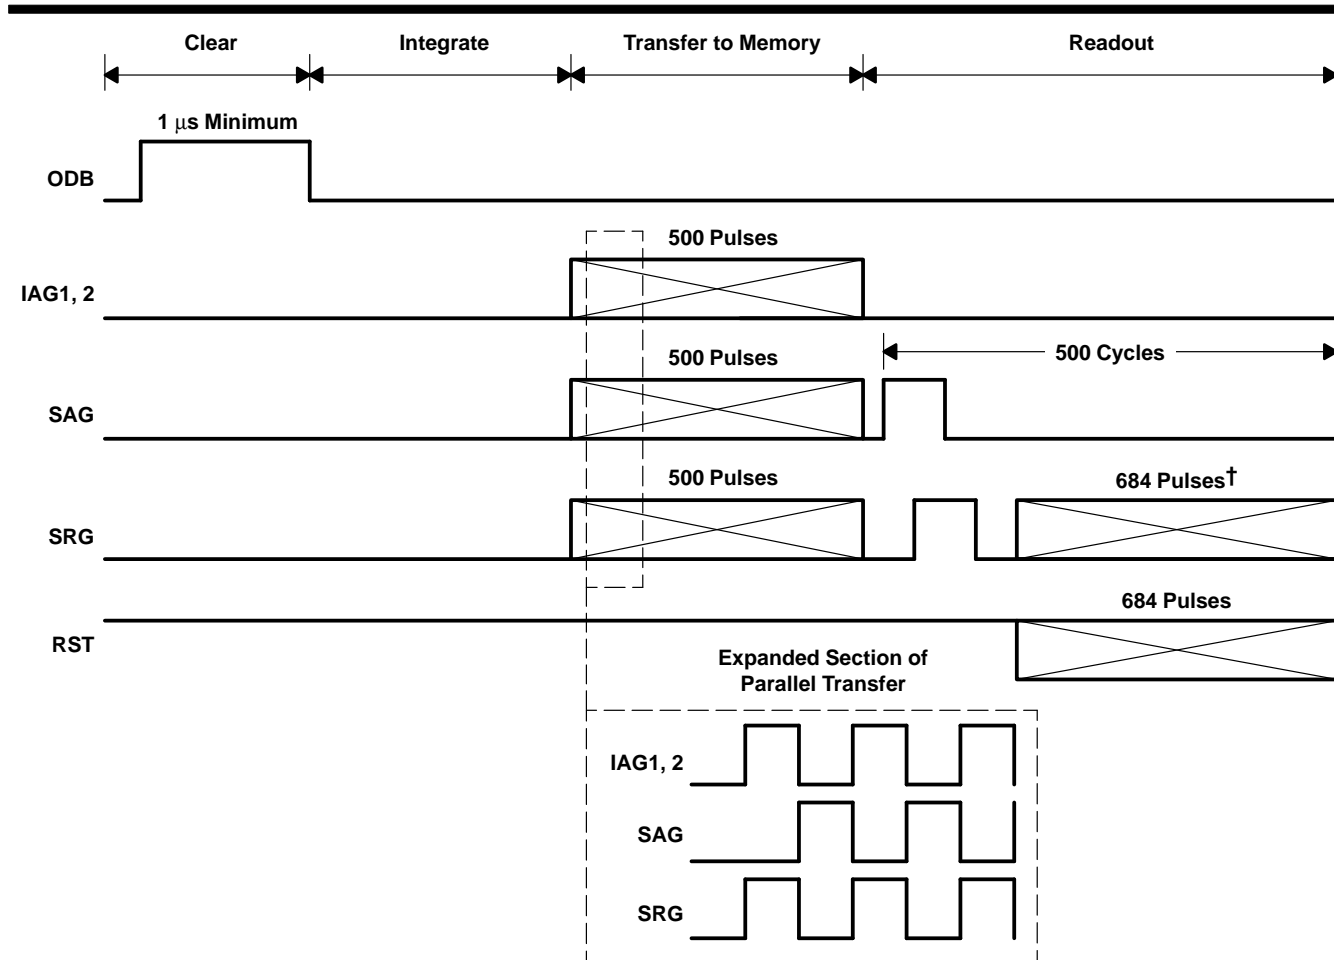 Clear
Integrate
Transfer to Memory
Readout
1 μs Minimum
ODB
500 Pulses
IAG1, 2
500 Cycles
500 Pulses
SAG
500 Pulses
684 Pulses†
SRG
684 Pulses
RST
Expanded Section of
Parallel Transfer
IAG1, 2
SAG
SRG